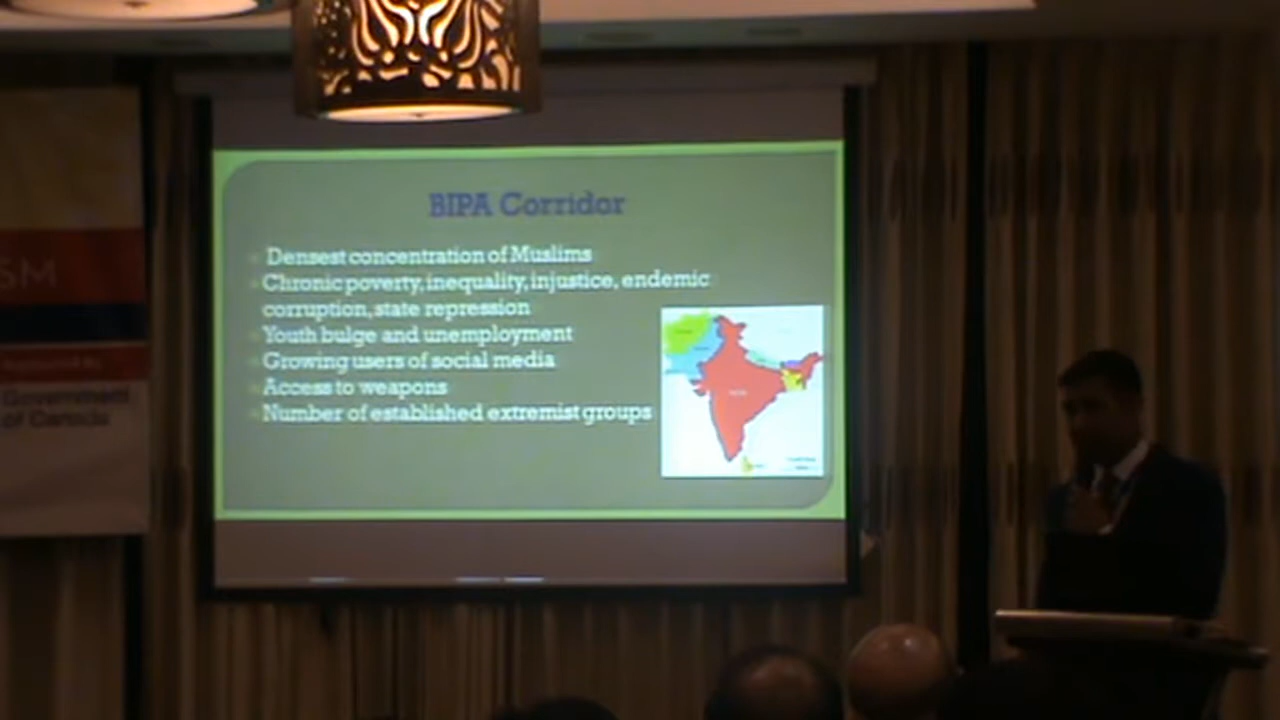 SM
Government
of Canada
BIPA Corridor
Densest concentration of Muslims
Chronic poverty, inequality, injustice, endemic
corruption, state repression
Youth bulge and unemployment
Growing users of social media
Access to weapons
Number of established extremist groups